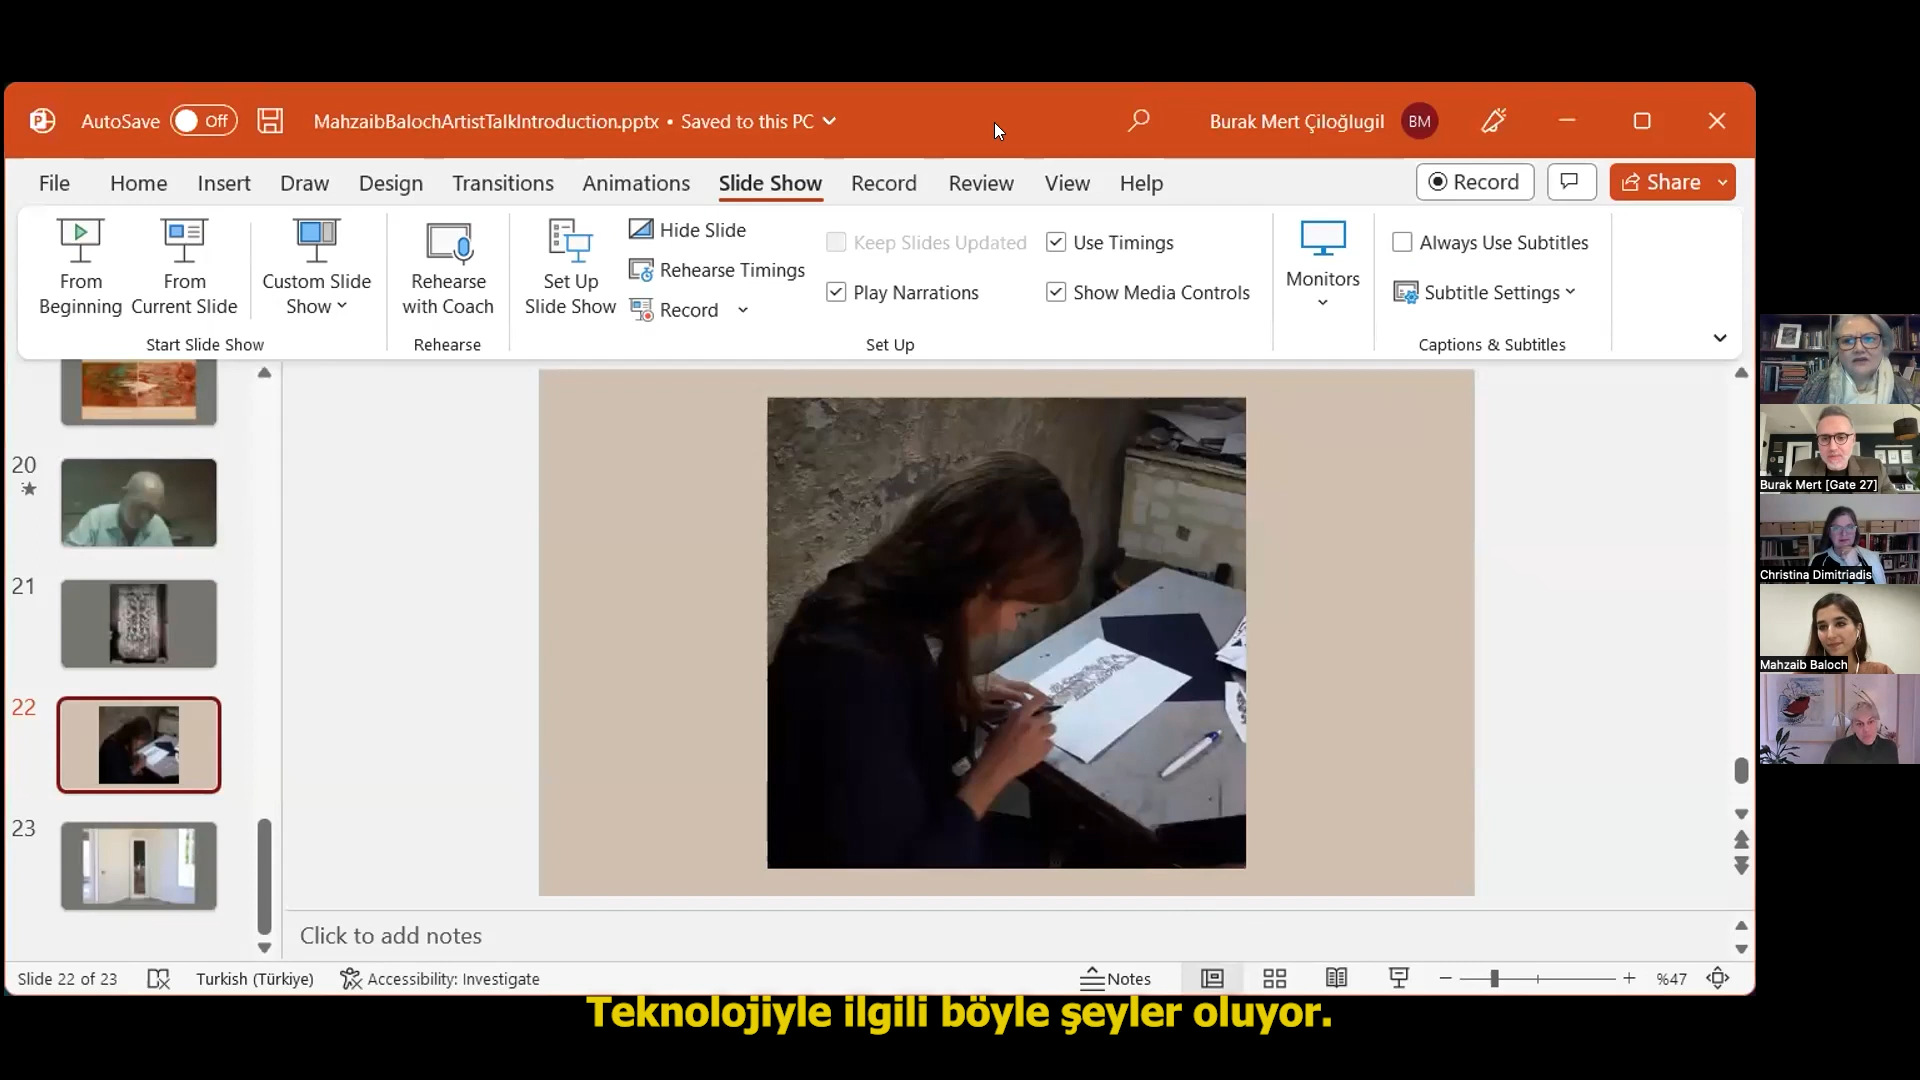 AutoSave Off MahzaibBalochArtistTalkIntroduction.pptx • Saved to this PC Burak Mert Çiloğlugil BM
File Home Insert Draw Design Transitions Animations Slide Show Record Review View Help Record Share
From Beginning
From Current Slide
Custom Slide Show
Start Slide Show
Rehearse with Coach
Rehearse
Set Up Slide Show
Hide Slide
Rehearse Timings
Record
Keep Slides Updated
Play Narrations
Use Timings
Show Media Controls
Set Up
Monitors
Always Use Subtitles
Subtitle Settings
Captions & Subtitles
20
21
22
23
Burak Mert [Gate 27]
Christina Dimitriadis
Mahzaib Baloch
Click to add notes
Slide 22 of 23 Turkish (Türkiye) Accessibility: Investigate Notes %47
Teknolojiyle ilgili böyle şeyler oluyor.